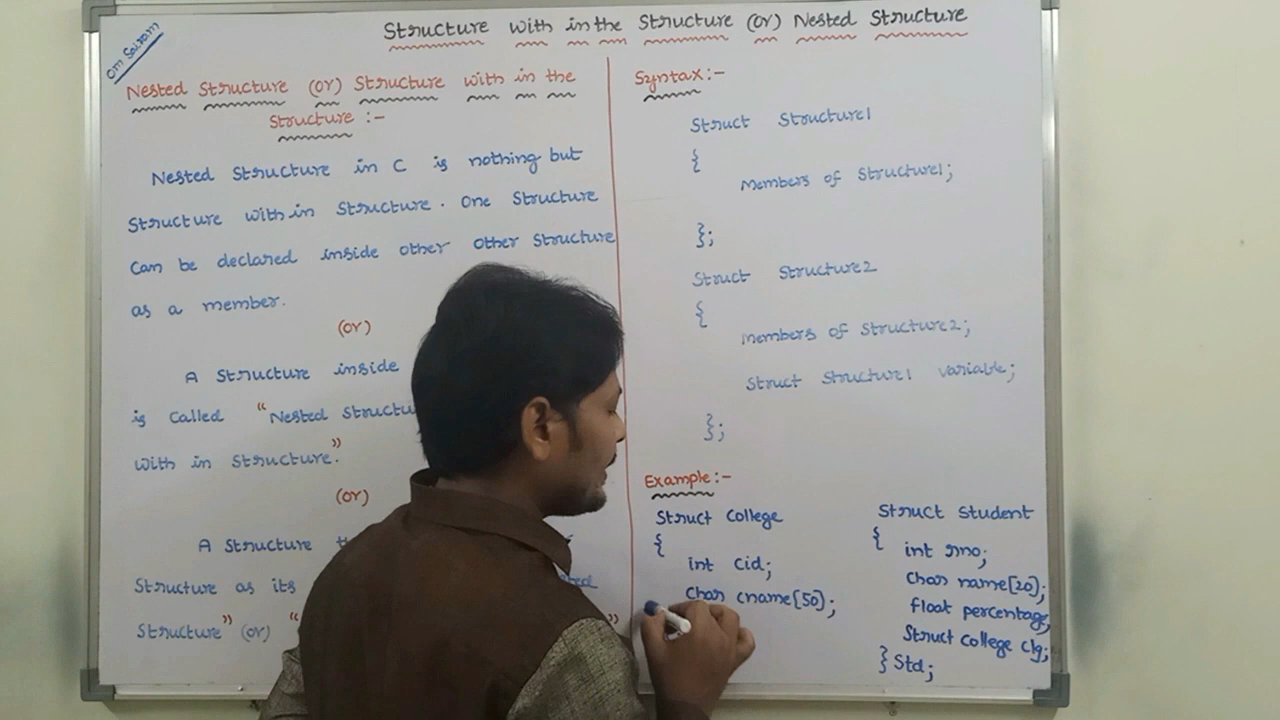 Om Sairam
Structure with in the Structure (or) Nested Structure
Nested Structure (or) Structure with in the
Structure :-
Nested Structure in C is nothing but
Structure with in Structure. One Structure
Can be declared inside other other Structure
as a member.
(or)
A Structure inside
is called "Nested Structu
with in Structure."
(or)
A Structure
Structure as its
Structure" (or) " "
Syntax:-
Struct Structure1
{
Members of Structure1;
};
Struct Structure2
{
Members of Structure2;
Struct Structure1 Variable;
};
Example:-
Struct College
{
int cid;
char cname[50];
Struct Student
{
int rno;
Char name[20];
float percentage;
Struct College clg;
} Std;